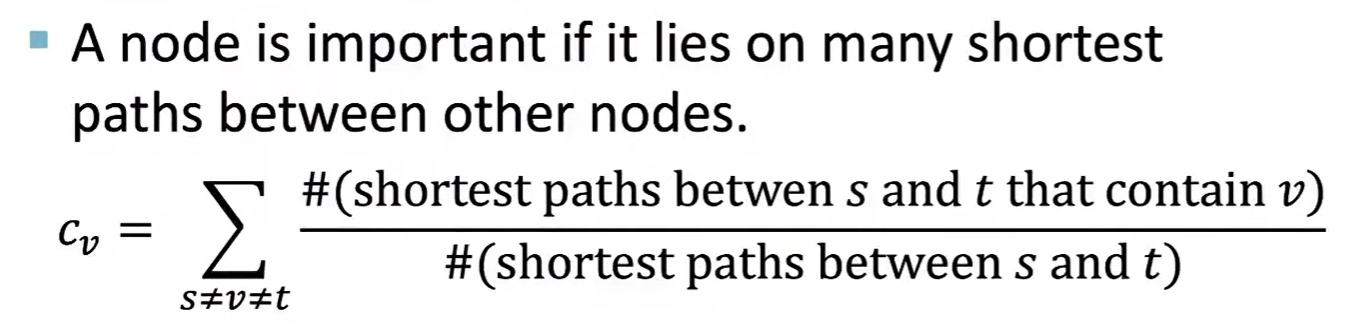 ▪ A node is important if it lies on many shortest
paths between other nodes.
#(shortest paths betwen s and t that contain v)
c_v = ∑
#(shortest paths between s and t)
s≠v≠t